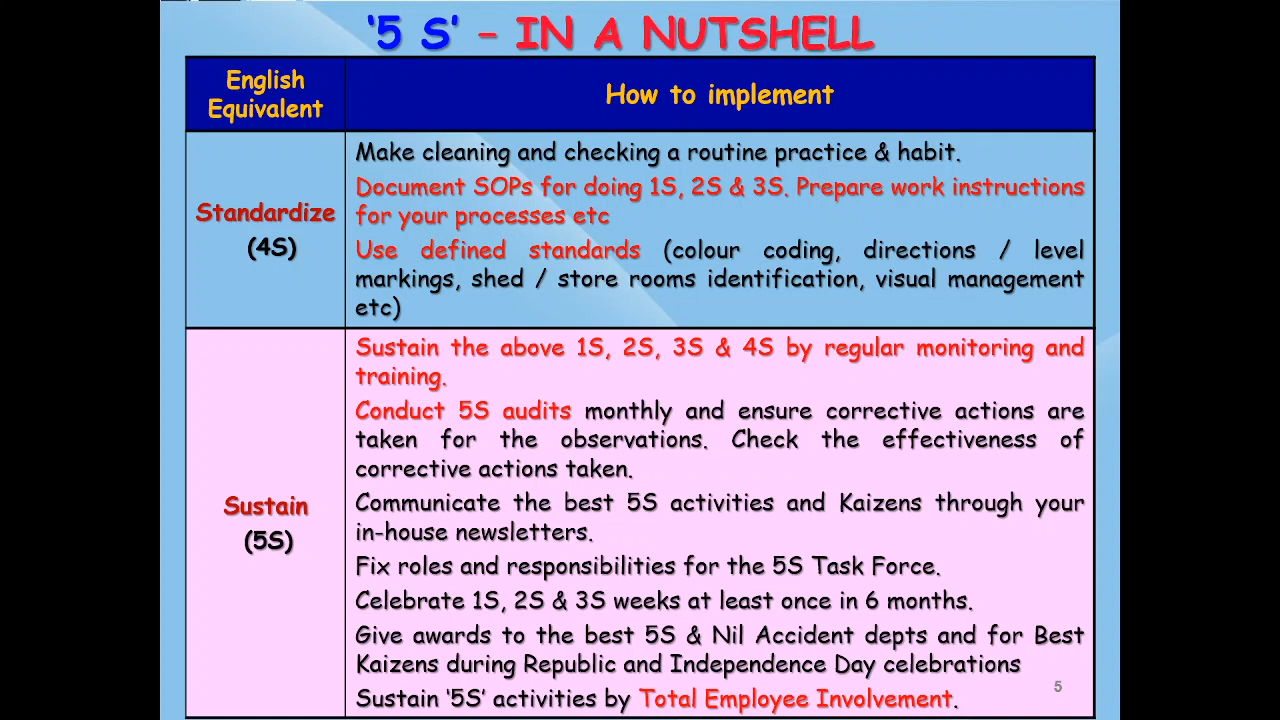 ‘5 S’ – IN A NUTSHELL
English
Equivalent
How to implement
Standardize
(4S)
Make cleaning and checking a routine practice & habit.
Document SOPs for doing 1S, 2S & 3S. Prepare work instructions
for your processes etc
Use defined standards (colour coding, directions / level
markings, shed / store rooms identification, visual management
etc)
Sustain
(5S)
Sustain the above 1S, 2S, 3S & 4S by regular monitoring and
training.
Conduct 5S audits monthly and ensure corrective actions are
taken for the observations. Check the effectiveness of
corrective actions taken.
Communicate the best 5S activities and Kaizens through your
in-house newsletters.
Fix roles and responsibilities for the 5S Task Force.
Celebrate 1S, 2S & 3S weeks at least once in 6 months.
Give awards to the best 5S & Nil Accident depts and for Best
Kaizens during Republic and Independence Day celebrations
Sustain ‘5S’ activities by Total Employee Involvement.
5